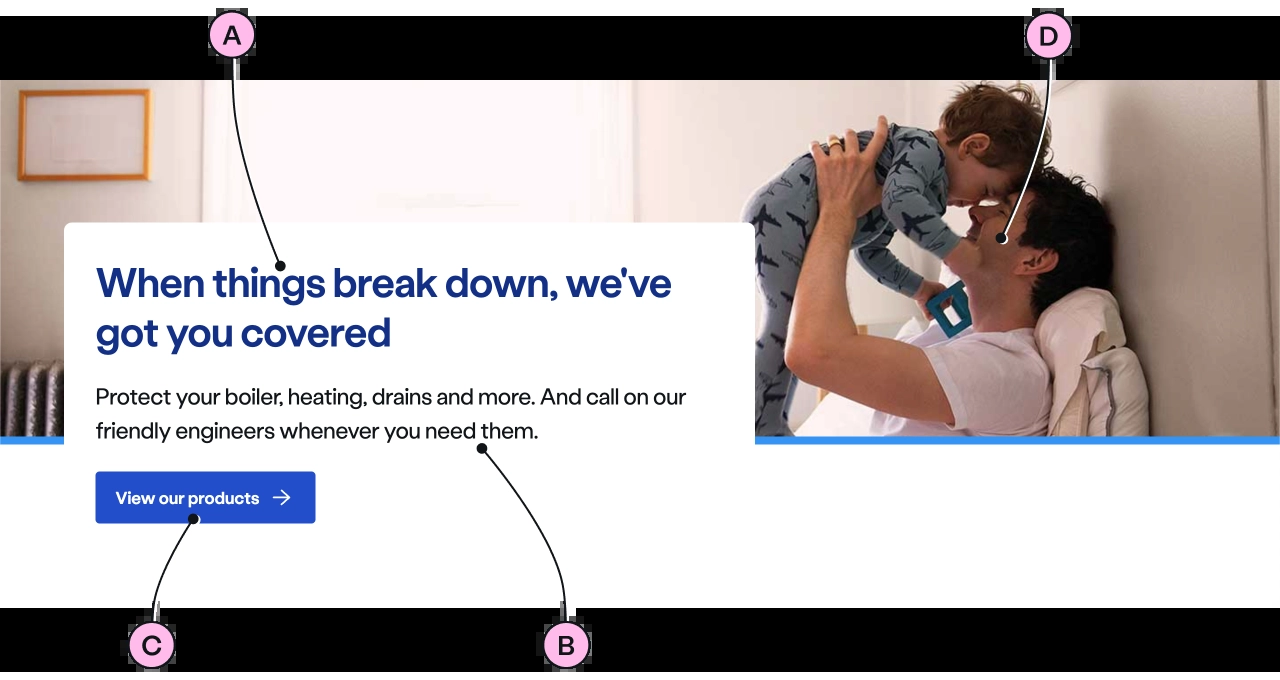 A
D
When things break down, we've
got you covered
Protect your boiler, heating, drains and more. And call on our
friendly engineers whenever you need them.
View our products
C
B